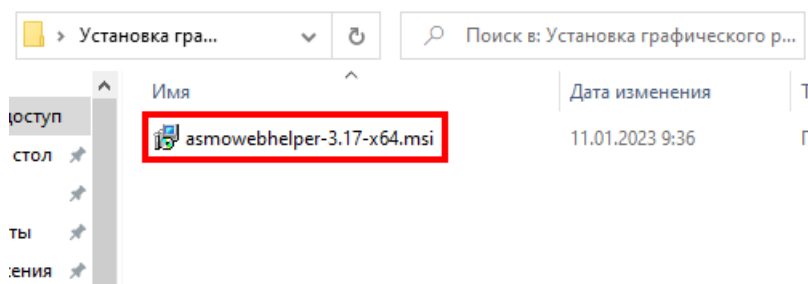 Установка гра...
Поиск в: Установка графического р...
Имя
Дата изменения
доступ
asmowebhelper-3.17-x64.msi
11.01.2023 9:36
стол
ты